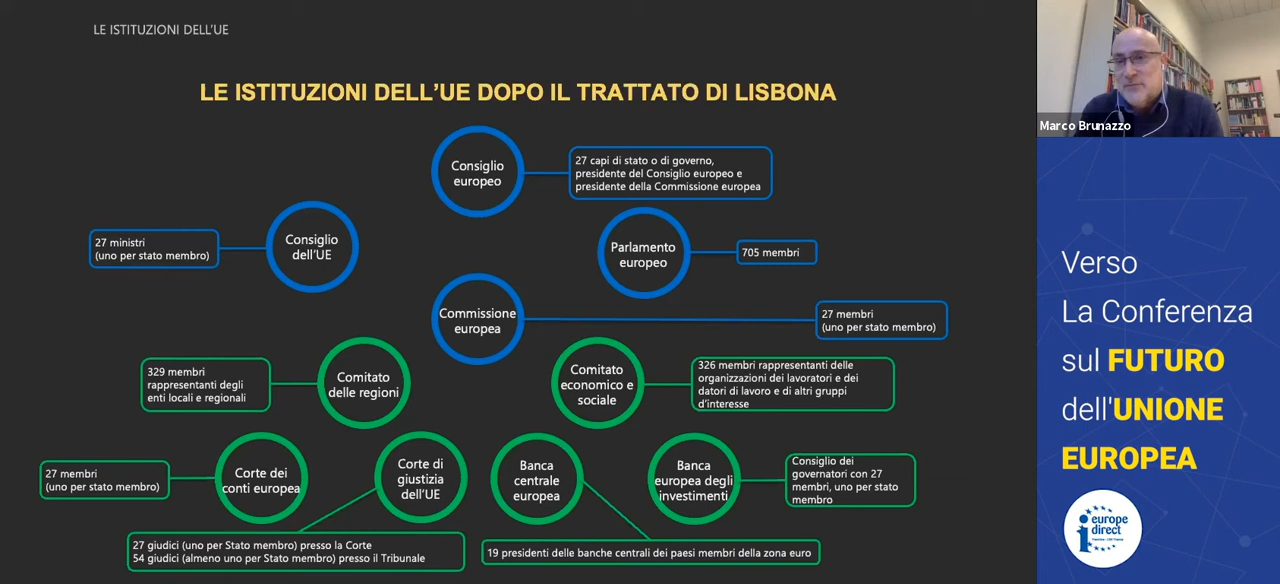 LE ISTITUZIONI DELL'UE
LE ISTITUZIONI DELL'UE DOPO IL TRATTATO DI LISBONA
Consiglio
europeo
27 capi di stato o di governo,
presidente del Consiglio europeo e
presidente della Commissione europea
27 ministri
(uno per stato membro)
Consiglio
dell'UE
Parlamento
europeo
705 membri
Commissione
europea
27 membri
(uno per stato membro)
329 membri
rappresentanti degli
enti locali e regionali
Comitato
delle regioni
Comitato
economico e
sociale
326 membri rappresentanti delle
organizzazioni dei lavoratori e dei
datori di lavoro e di altri gruppi
d'interesse
27 membri
(uno per stato membro)
Corte dei
conti europea
Corte di
giustizia
dell'UE
Banca
centrale
europea
Banca
europea degli
investimenti
Consiglio dei
governatori con 27
membri, uno per stato
membro
27 giudici (uno per Stato membro) presso la Corte
54 giudici (almeno uno per Stato membro) presso il Tribunale
19 presidenti delle banche centrali dei paesi membri della zona euro
Marco Brunazzo
Verso
La Conferenza
sul FUTURO
dell'UNIONE
EUROPEA
europe
direct